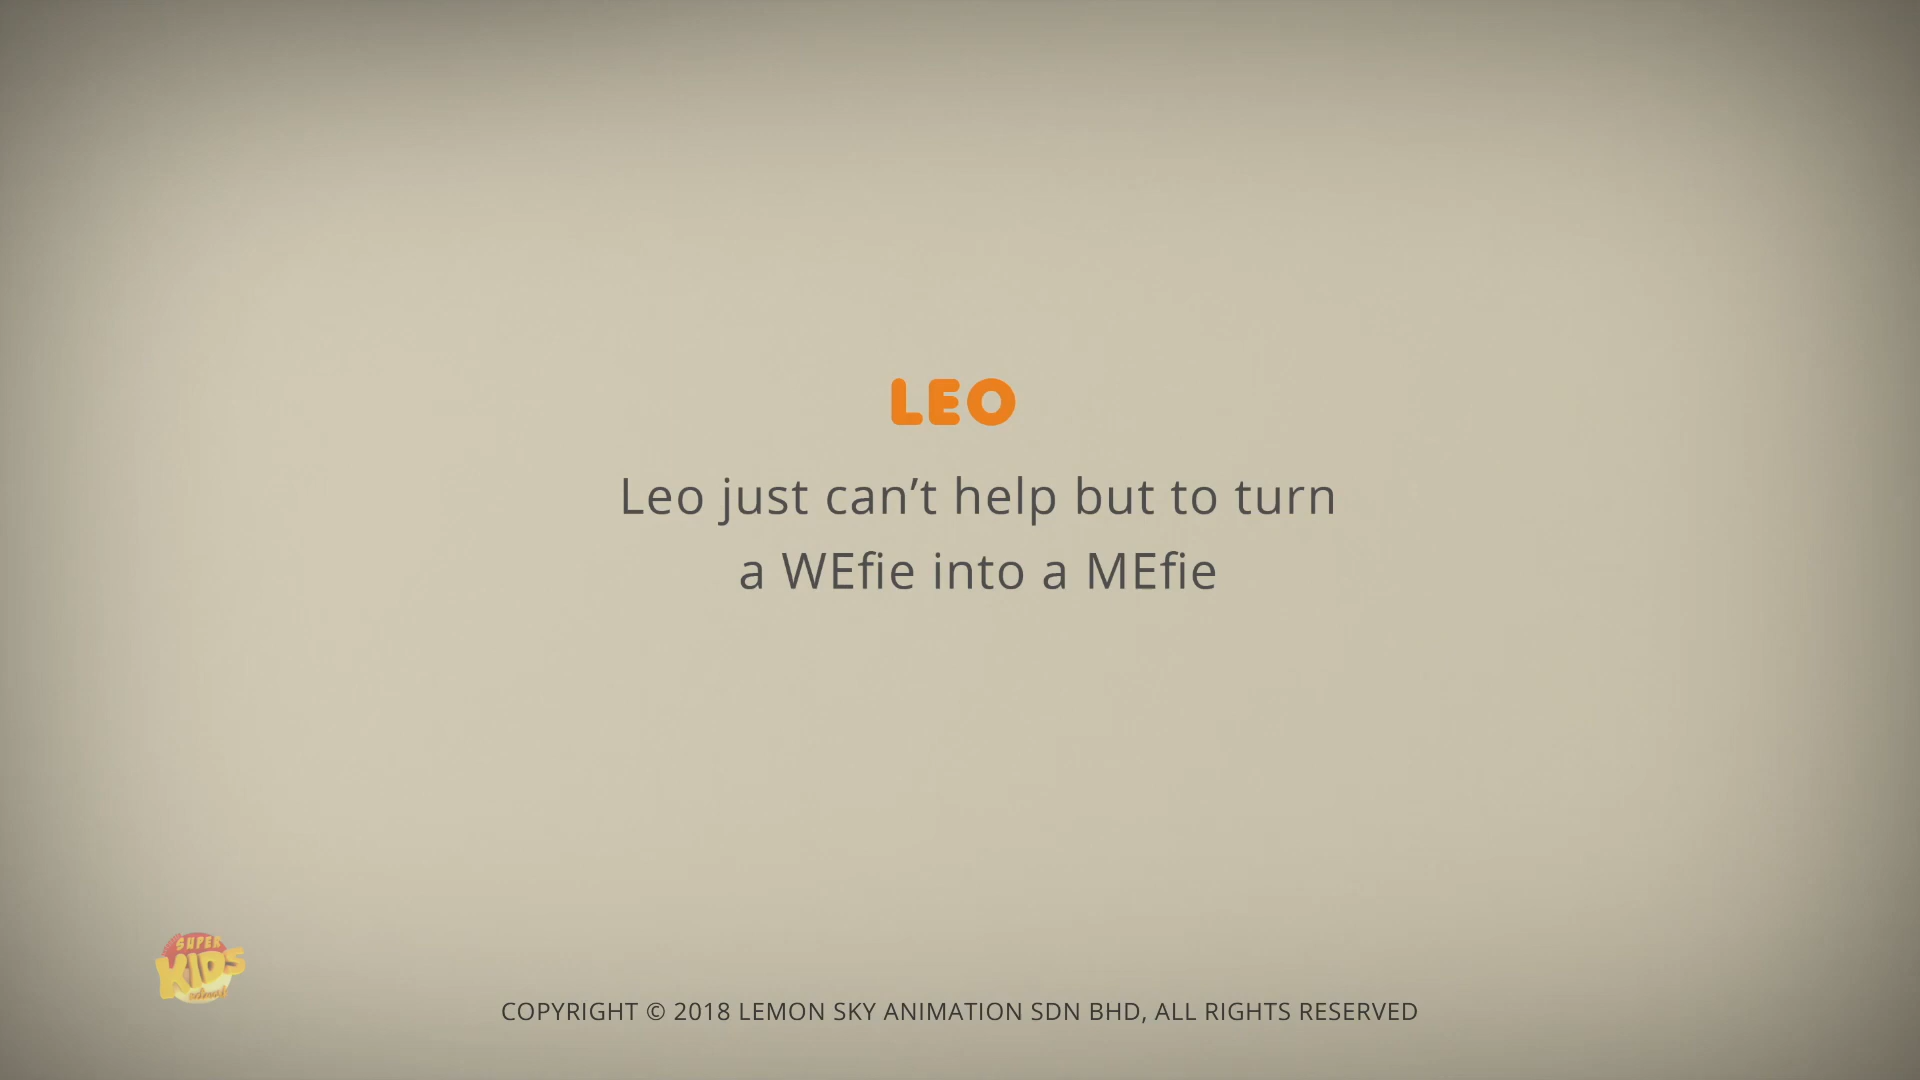 LEO
Leo just can’t help but to turn
a WEfie into a MEfie
SUPER
KIDS
COPYRIGHT © 2018 LEMON SKY ANIMATION SDN BHD, ALL RIGHTS RESERVED